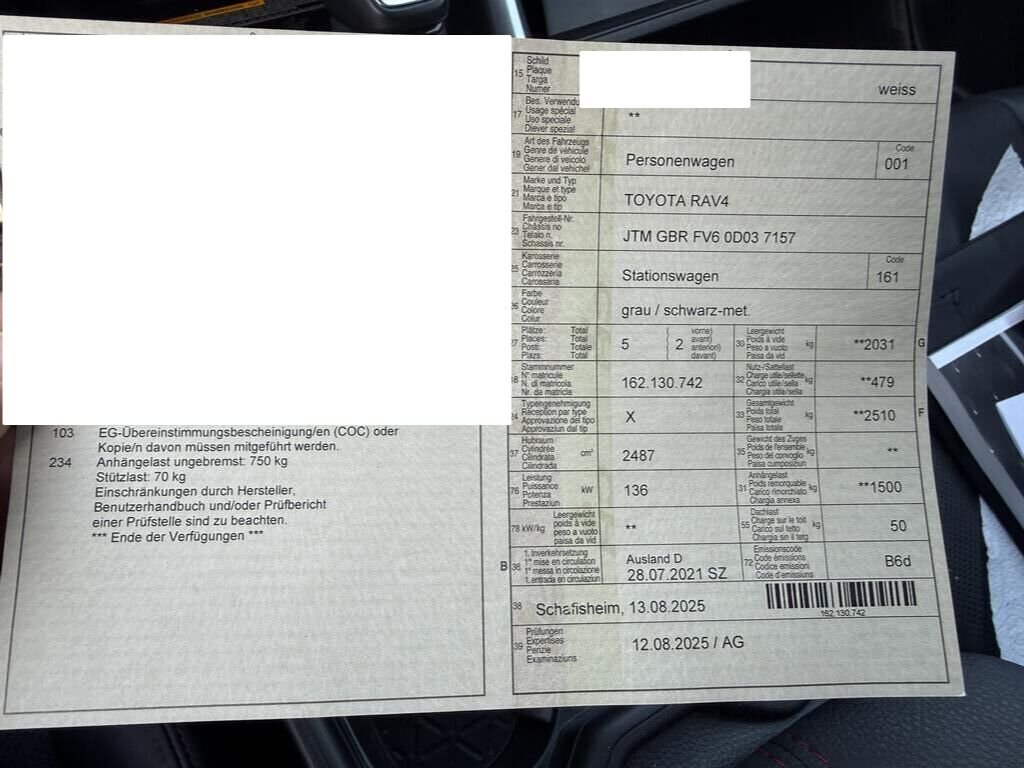 103 EG-Übereinstimmungsbescheinigung/en (COC) oder
Kopie/n davon müssen mitgeführt werden.
234 Anhängelast ungebremst: 750 kg
Stützlast: 70 kg
Einschränkungen durch Hersteller,
Benutzerhandbuch und/oder Prüfbericht
einer Prüfstelle sind zu beachten.
*** Ende der Verfügungen ***
15 Schild
Plaque
Targa
Numer
weiss
17 Bes. Verwendu
Usage spécial
Uso speciale
Diever spezial
**
19 Art des Fahrzeugs
Genre de véhicule
Genere di veicolo
Gener dal vehichel
Personenwagen
Code
001
21 Marke und Typ
Marque et type
Marca e tipo
Marca e tip
TOYOTA RAV4
23 Fahrgestell-Nr.
Châssis no
Telaio n.
Schassis nr.
JTM GBR FV6 0D03 7157
25 Karosserie
Carrosserie
Carrozzeria
Carossaria
Stationswagen
Code
161
26 Farbe
Couleur
Colore
Colur
grau / schwarz-met.
27 Plätze: Total
Places: Total
Posti: Totale
Plazs: Total
5
2
vorne)
avant)
anteriori)
davant)
30 Leergewicht
Poids à vide
Peso a vuoto
Paisa da vid
kg
**2031
G
18 Stammnummer
N° matricule
N. di matricola
Nr. da matricla
162.130.742
32 Nutz-/Sattellast
Charge utile/sellette
Carico utile/sella
Chargia utila/sella
kg
**479
24 Typengenehmigung
Réception par type
Approvazione del tipo
Approvaziun dal tip
X
33 Gesamtgewicht
Poids total
Peso totale
Paisa totala
kg
**2510
F
37 Hubraum
Cylindrée
Cilindrata
Cilindrada
cm³
2487
35 Gewicht des Zuges
Poids de l'ensemble
Peso del convoglio
Paisa cumposiziun
kg
**
76 Leistung
Puissance
Potenza
Prestaziun
kW
136
31 Anhängelast
Poids remorquable
Carico rimorchiato
Chargia annexa
kg
**1500
78 kW/kg
Leergewicht
poids à vide
peso a vuoto
paisa da vid
**
55 Dachlast
Charge sur le toit
Carico sul tetto
Chargia sin il tetg
kg
50
B 36 1. Inverkehrsetzung
1re mise en circulation
1a messa in circolazione
1. entrada en circulaziun
Ausland D
28.07.2021 SZ
72 Emissionscode
Code émissions
Codice emissioni
Code d'emissiuns
B6d
38 Schafisheim, 13.08.2025
162.130.742
39 Prüfungen
Expertises
Perizie
Examinaziuns
12.08.2025 / AG